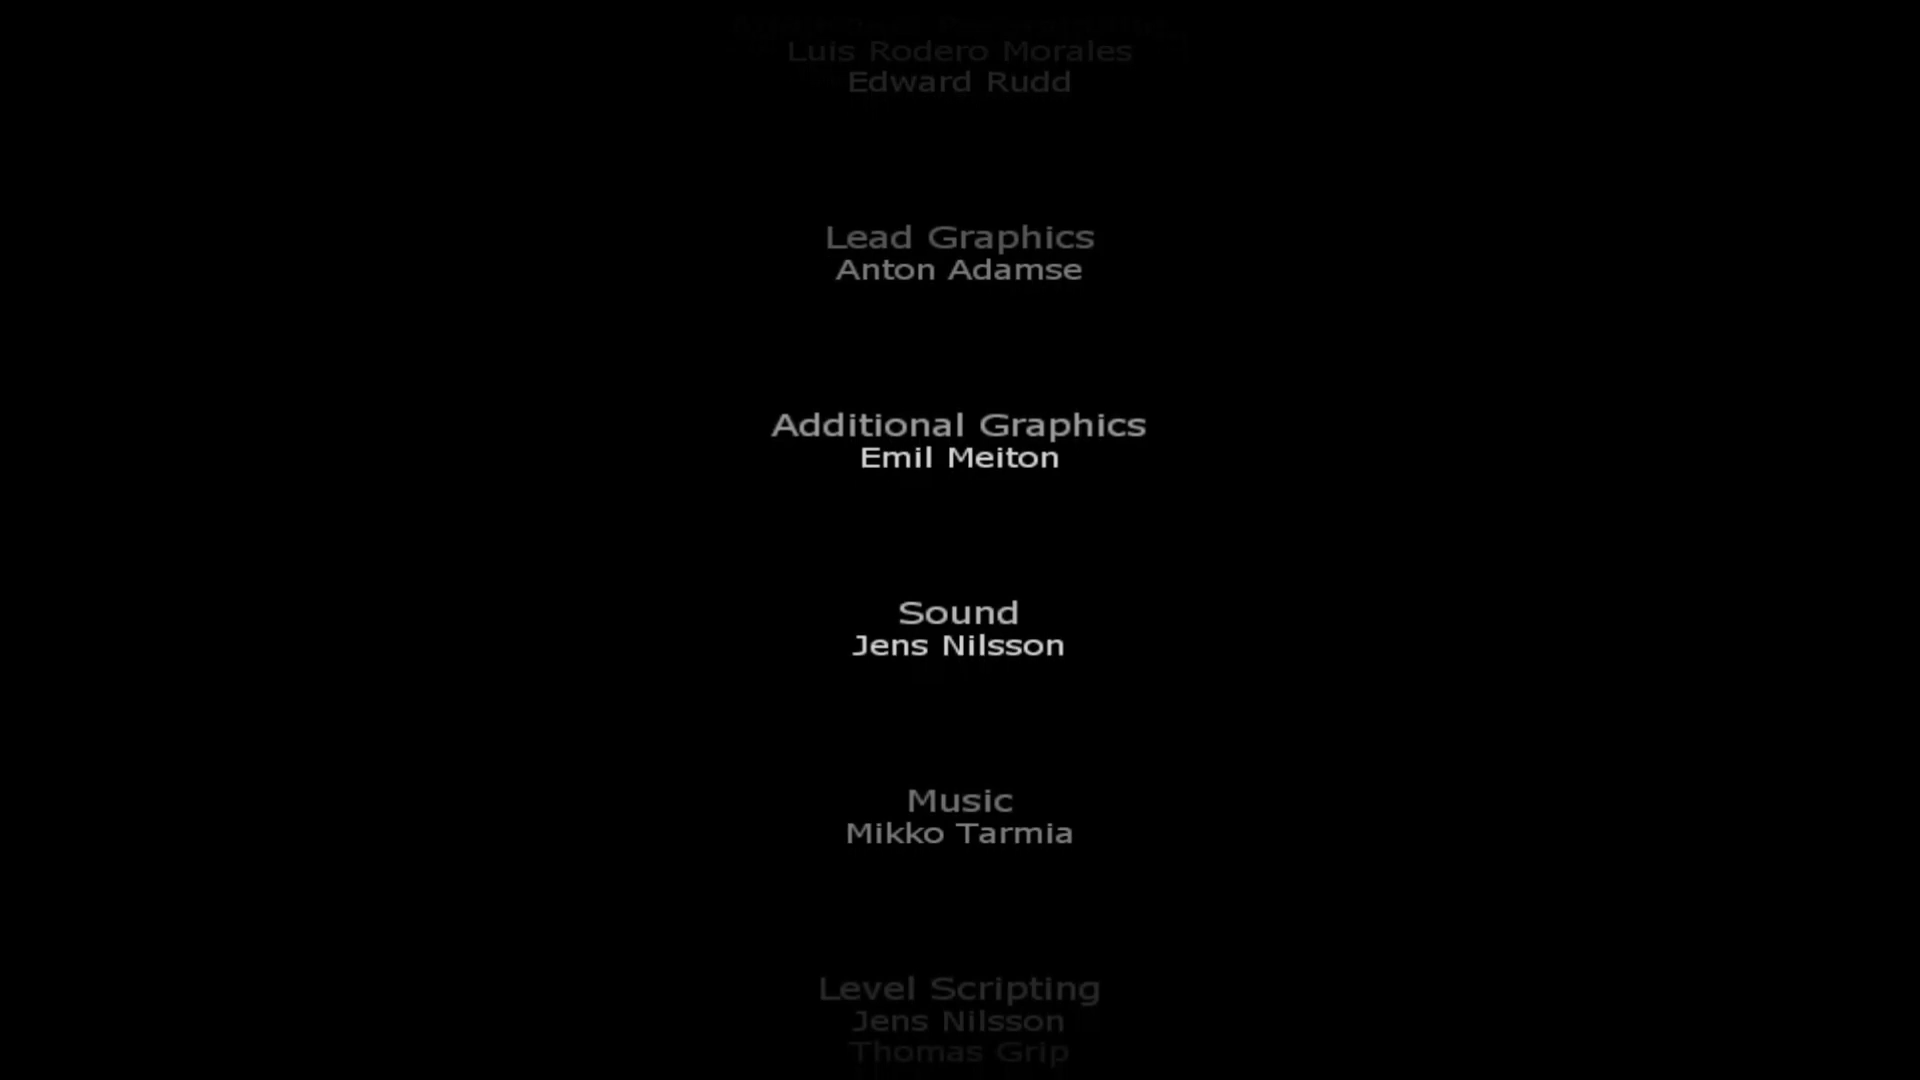 Luis Rodero Morales
Edward Rudd
Lead Graphics
Anton Adamse
Additional Graphics
Emil Meiton
Sound
Jens Nilsson
Music
Mikko Tarmia
Level Scripting
Jens Nilsson
Thomas Grip